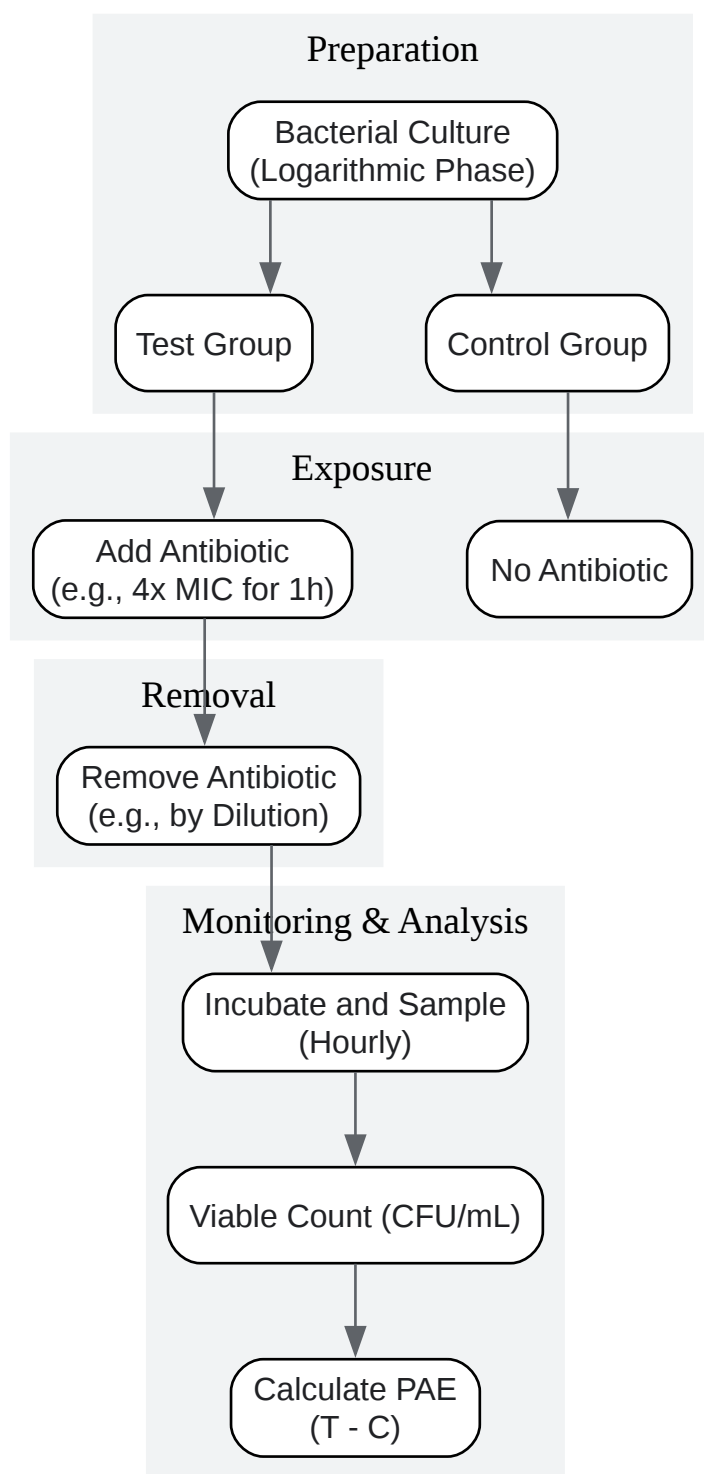 Preparation
Bacterial Culture
(Logarithmic Phase)
Test Group
Control Group
Exposure
Add Antibiotic
(e.g., 4x MIC for 1h)
No Antibiotic
Removal
Remove Antibiotic
(e.g., by Dilution)
Monitoring & Analysis
Incubate and Sample
(Hourly)
Viable Count (CFU/mL)
Calculate PAE
(T - C)